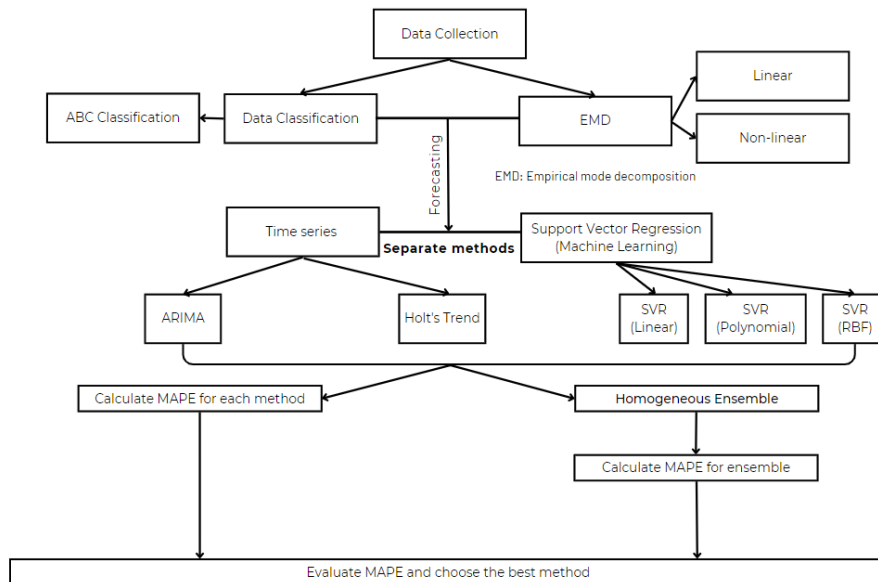 Data Collection
Linear
ABC Classification
Data Classification
EMD
Non-linear
Forecasting
EMD: Empirical mode decomposition
Time series
Separate methods
Support Vector Regression
(Machine Learning)
ARIMA
Holt's Trend
SVR
(Linear)
SVR
(Polynomial)
SVR
(RBF)
Calculate MAPE for each method
Homogeneous Ensemble
Calculate MAPE for ensemble
Evaluate MAPE and choose the best method